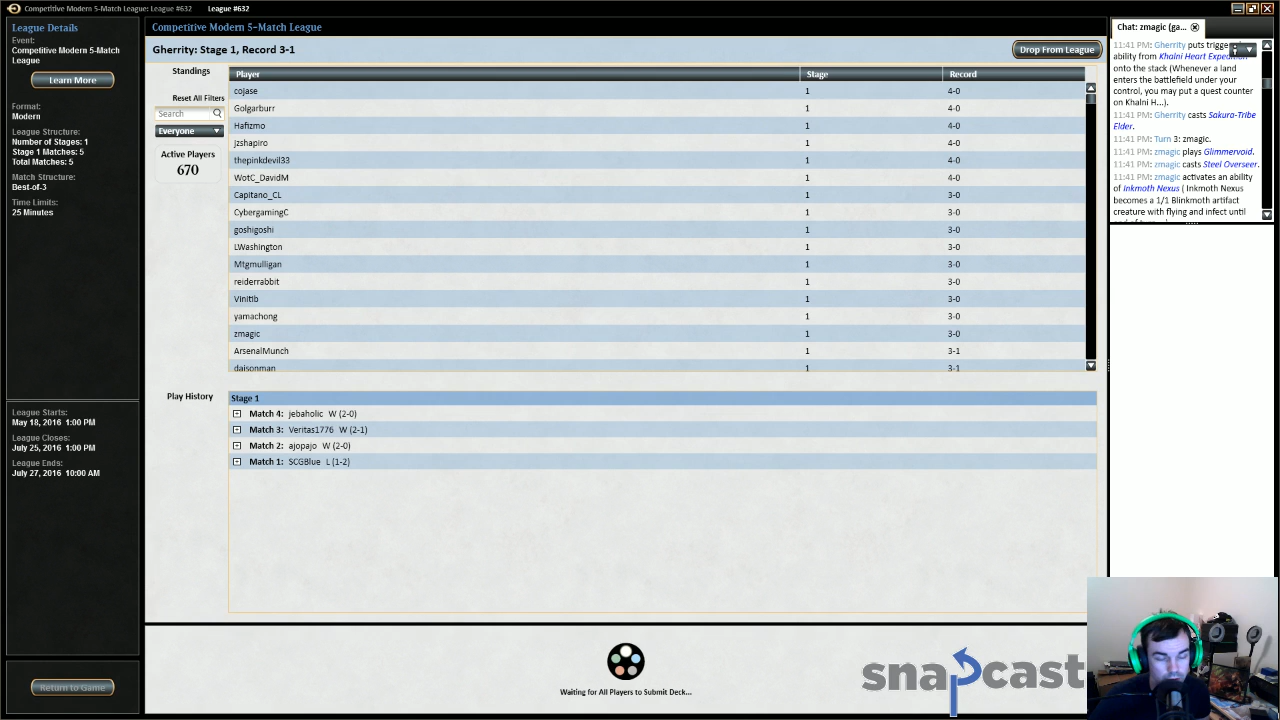 Competitive Modern 5-Match League: League #632 League #632
League Details
Event:
Competitive Modern 5-Match
League
Learn More
Format:
Modern
League Structure:
Number of Stages: 1
Stage 1 Matches: 5
Total Matches: 5
Match Structure:
Best-of-3
Time Limits:
25 Minutes
League Starts:
May 18, 2016 1:00 PM
League Closes:
July 25, 2016 1:00 PM
League Ends:
July 27, 2016 10:00 AM
Return to Game
Competitive Modern 5-Match League
Gherrity: Stage 1, Record 3-1
Drop From League
Standings
Reset All Filters
Search
Everyone
Active Players
670
Player Stage Record
cojase 1 4-0
Golgarburr 1 4-0
Hafizmo 1 4-0
jzshapiro 1 4-0
thepinkdevil33 1 4-0
WotC_DavidM 1 4-0
Capitano_CL 1 3-0
CybergamingC 1 3-0
goshigoshi 1 3-0
LWashington 1 3-0
Mtgmulligan 1 3-0
reiderrabbit 1 3-0
Vinitlb 1 3-0
yamachong 1 3-0
zmagic 1 3-0
ArsenalMunch 1 3-1
daisonman 1 3-1
Play History
Stage 1
Match 4: jebaholic W (2-0)
Match 3: Veritas1776 W (2-1)
Match 2: ajopajo W (2-0)
Match 1: SCGBlue L (1-2)
Waiting for All Players to Submit Deck...
snapcast
Chat: zmagic (ga...
11:41 PM: Gherrity puts trigge
ability from Khalni Heart Expedition
onto the stack (Whenever a land
enters the battlefield under your
control, you may put a quest counter
on Khalni H...).
11:41 PM: Gherrity casts Sakura-Tribe
Elder.
11:41 PM: Turn 3: zmagic.
11:41 PM: zmagic plays Glimmervoid.
11:41 PM: zmagic casts Steel Overseer.
11:41 PM: zmagic activates an ability
of Inkmoth Nexus ( Inkmoth Nexus
becomes a 1/1 Blinkmoth artifact
creature with flying and infect until